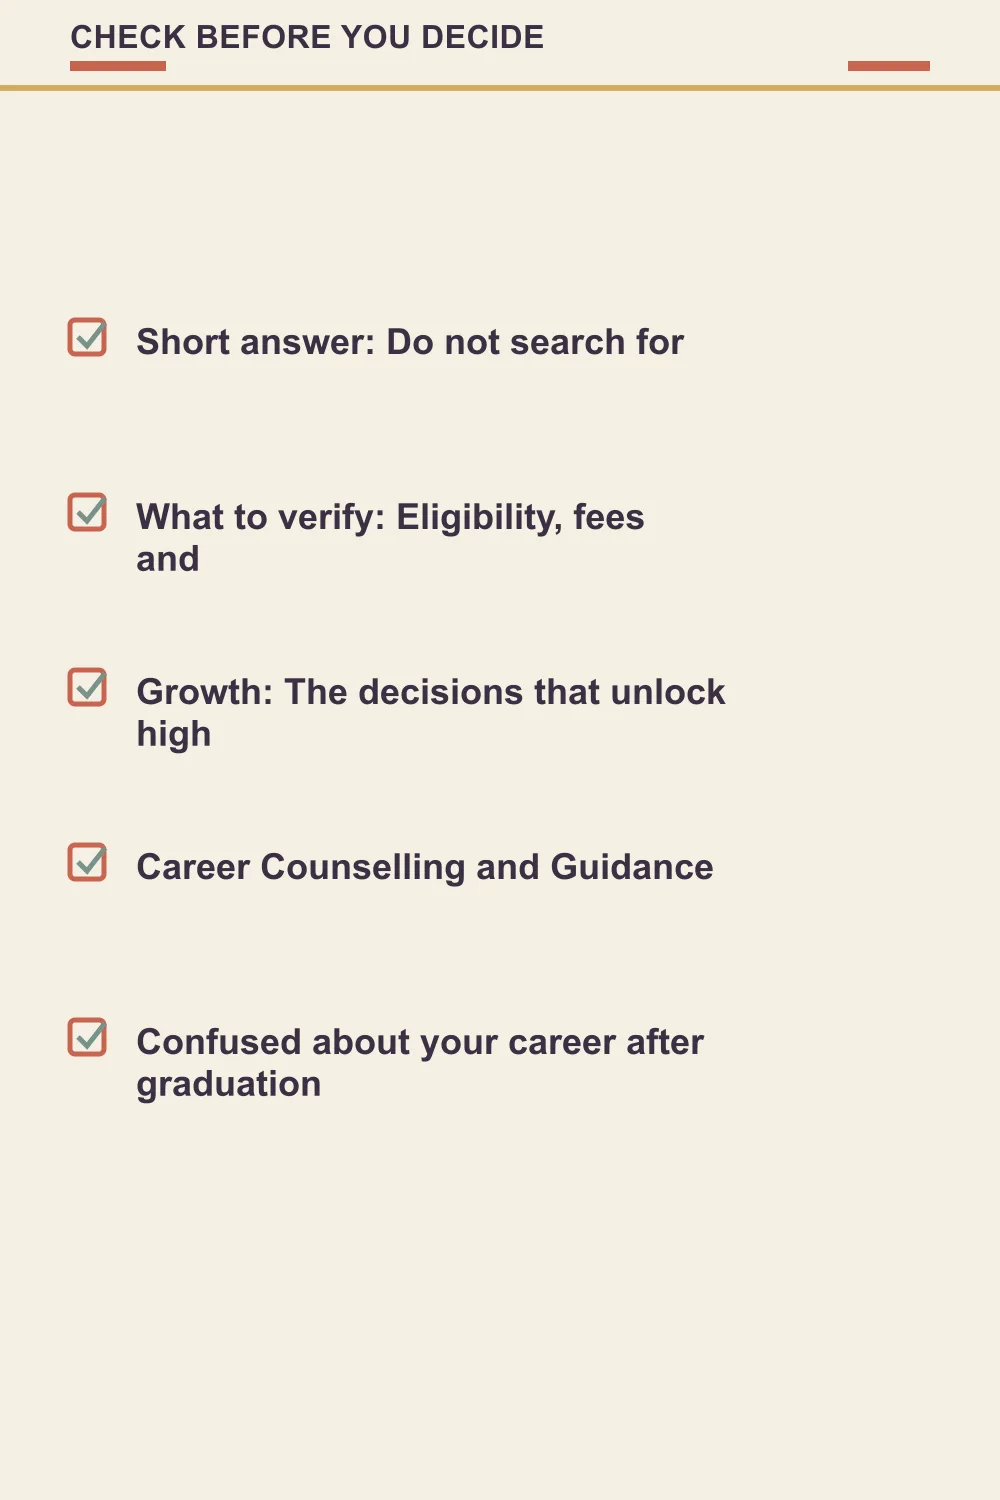 CHECK BEFORE YOU DECIDE
Short answer: Do not search for
What to verify: Eligibility, fees
and
Growth: The decisions that unlock
high
Career Counselling and Guidance
Confused about your career after
graduation